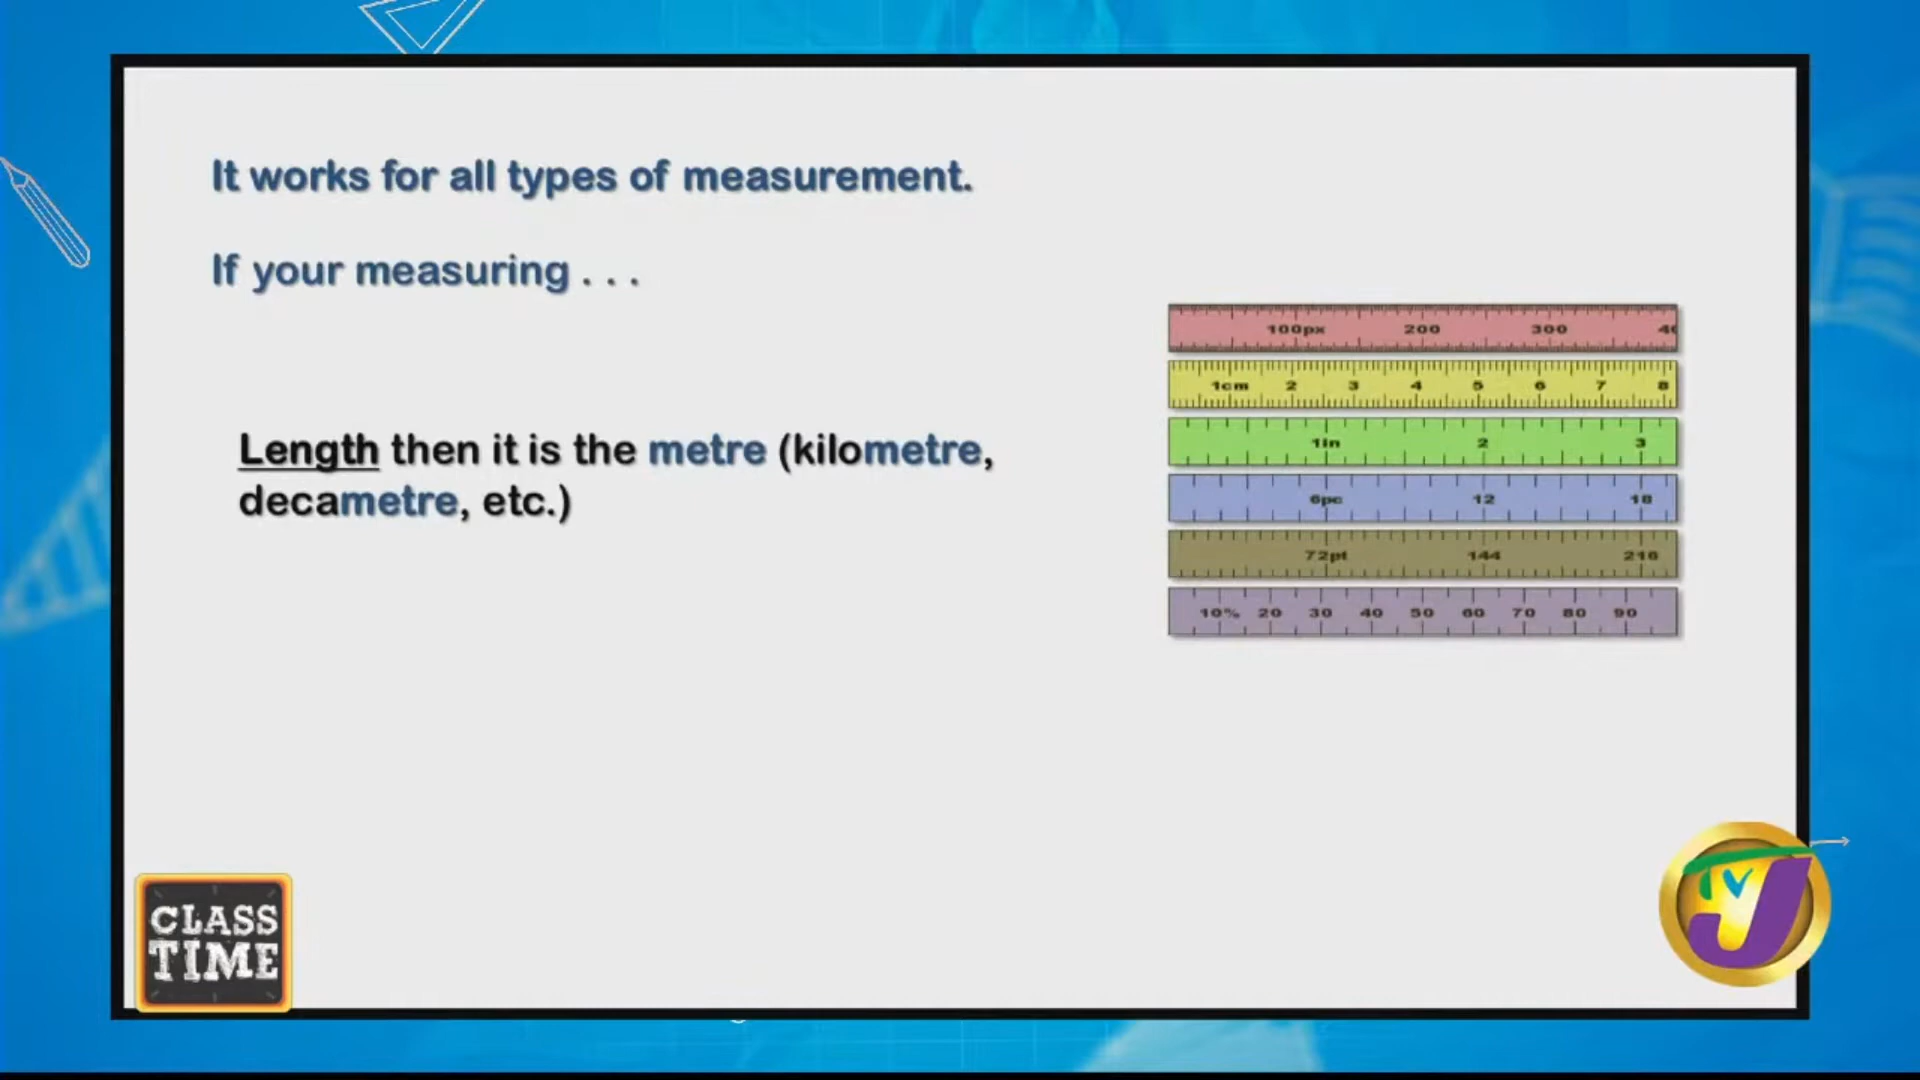 It works for all types of measurement.
If your measuring . . .
Length then it is the metre (kilometre,
decametre, etc.)
100px 200 300 40
1cm 2 3 4 5 6 7 8
1in 2 3
6pc 12 18
72pt 144 216
10% 20 30 40 50 60 70 80 90
CLASS
TIME
TVJ